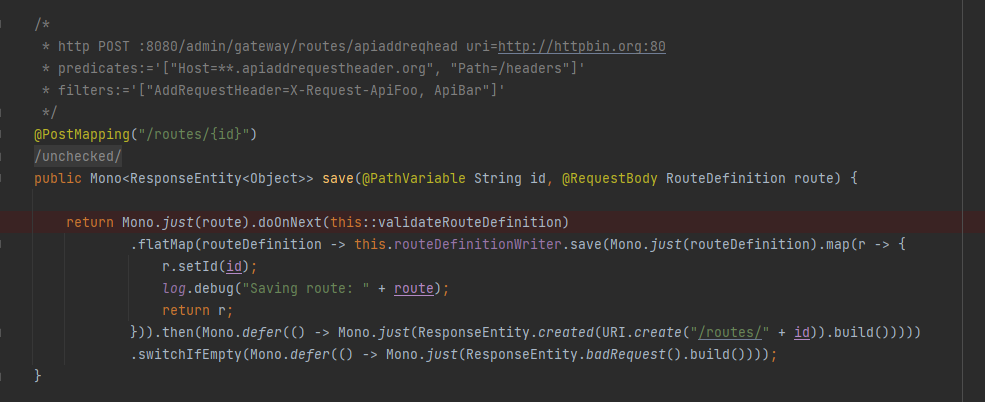 /*
 * http POST :8080/admin/gateway/routes/apiaddreqhead uri=http://httpbin.org:80
 * predicates:='["Host=**.apiaddrequestheader.org", "Path=/headers"]'
 * filters:='["AddRequestHeader=X-Request-ApiFoo, ApiBar"]'
 */
@PostMapping("/routes/{id}")
/unchecked/
public Mono<ResponseEntity<Object>> save(@PathVariable String id, @RequestBody RouteDefinition route) {
    return Mono.just(route).doOnNext(this::validateRouteDefinition)
            .flatMap(routeDefinition -> this.routeDefinitionWriter.save(Mono.just(routeDefinition).map(r -> {
                r.setId(id);
                log.debug("Saving route: " + route);
                return r;
            })).then(Mono.defer(() -> Mono.just(ResponseEntity.created(URI.create("/routes/" + id)).build()))))
            .switchIfEmpty(Mono.defer(() -> Mono.just(ResponseEntity.badRequest().build())));
}